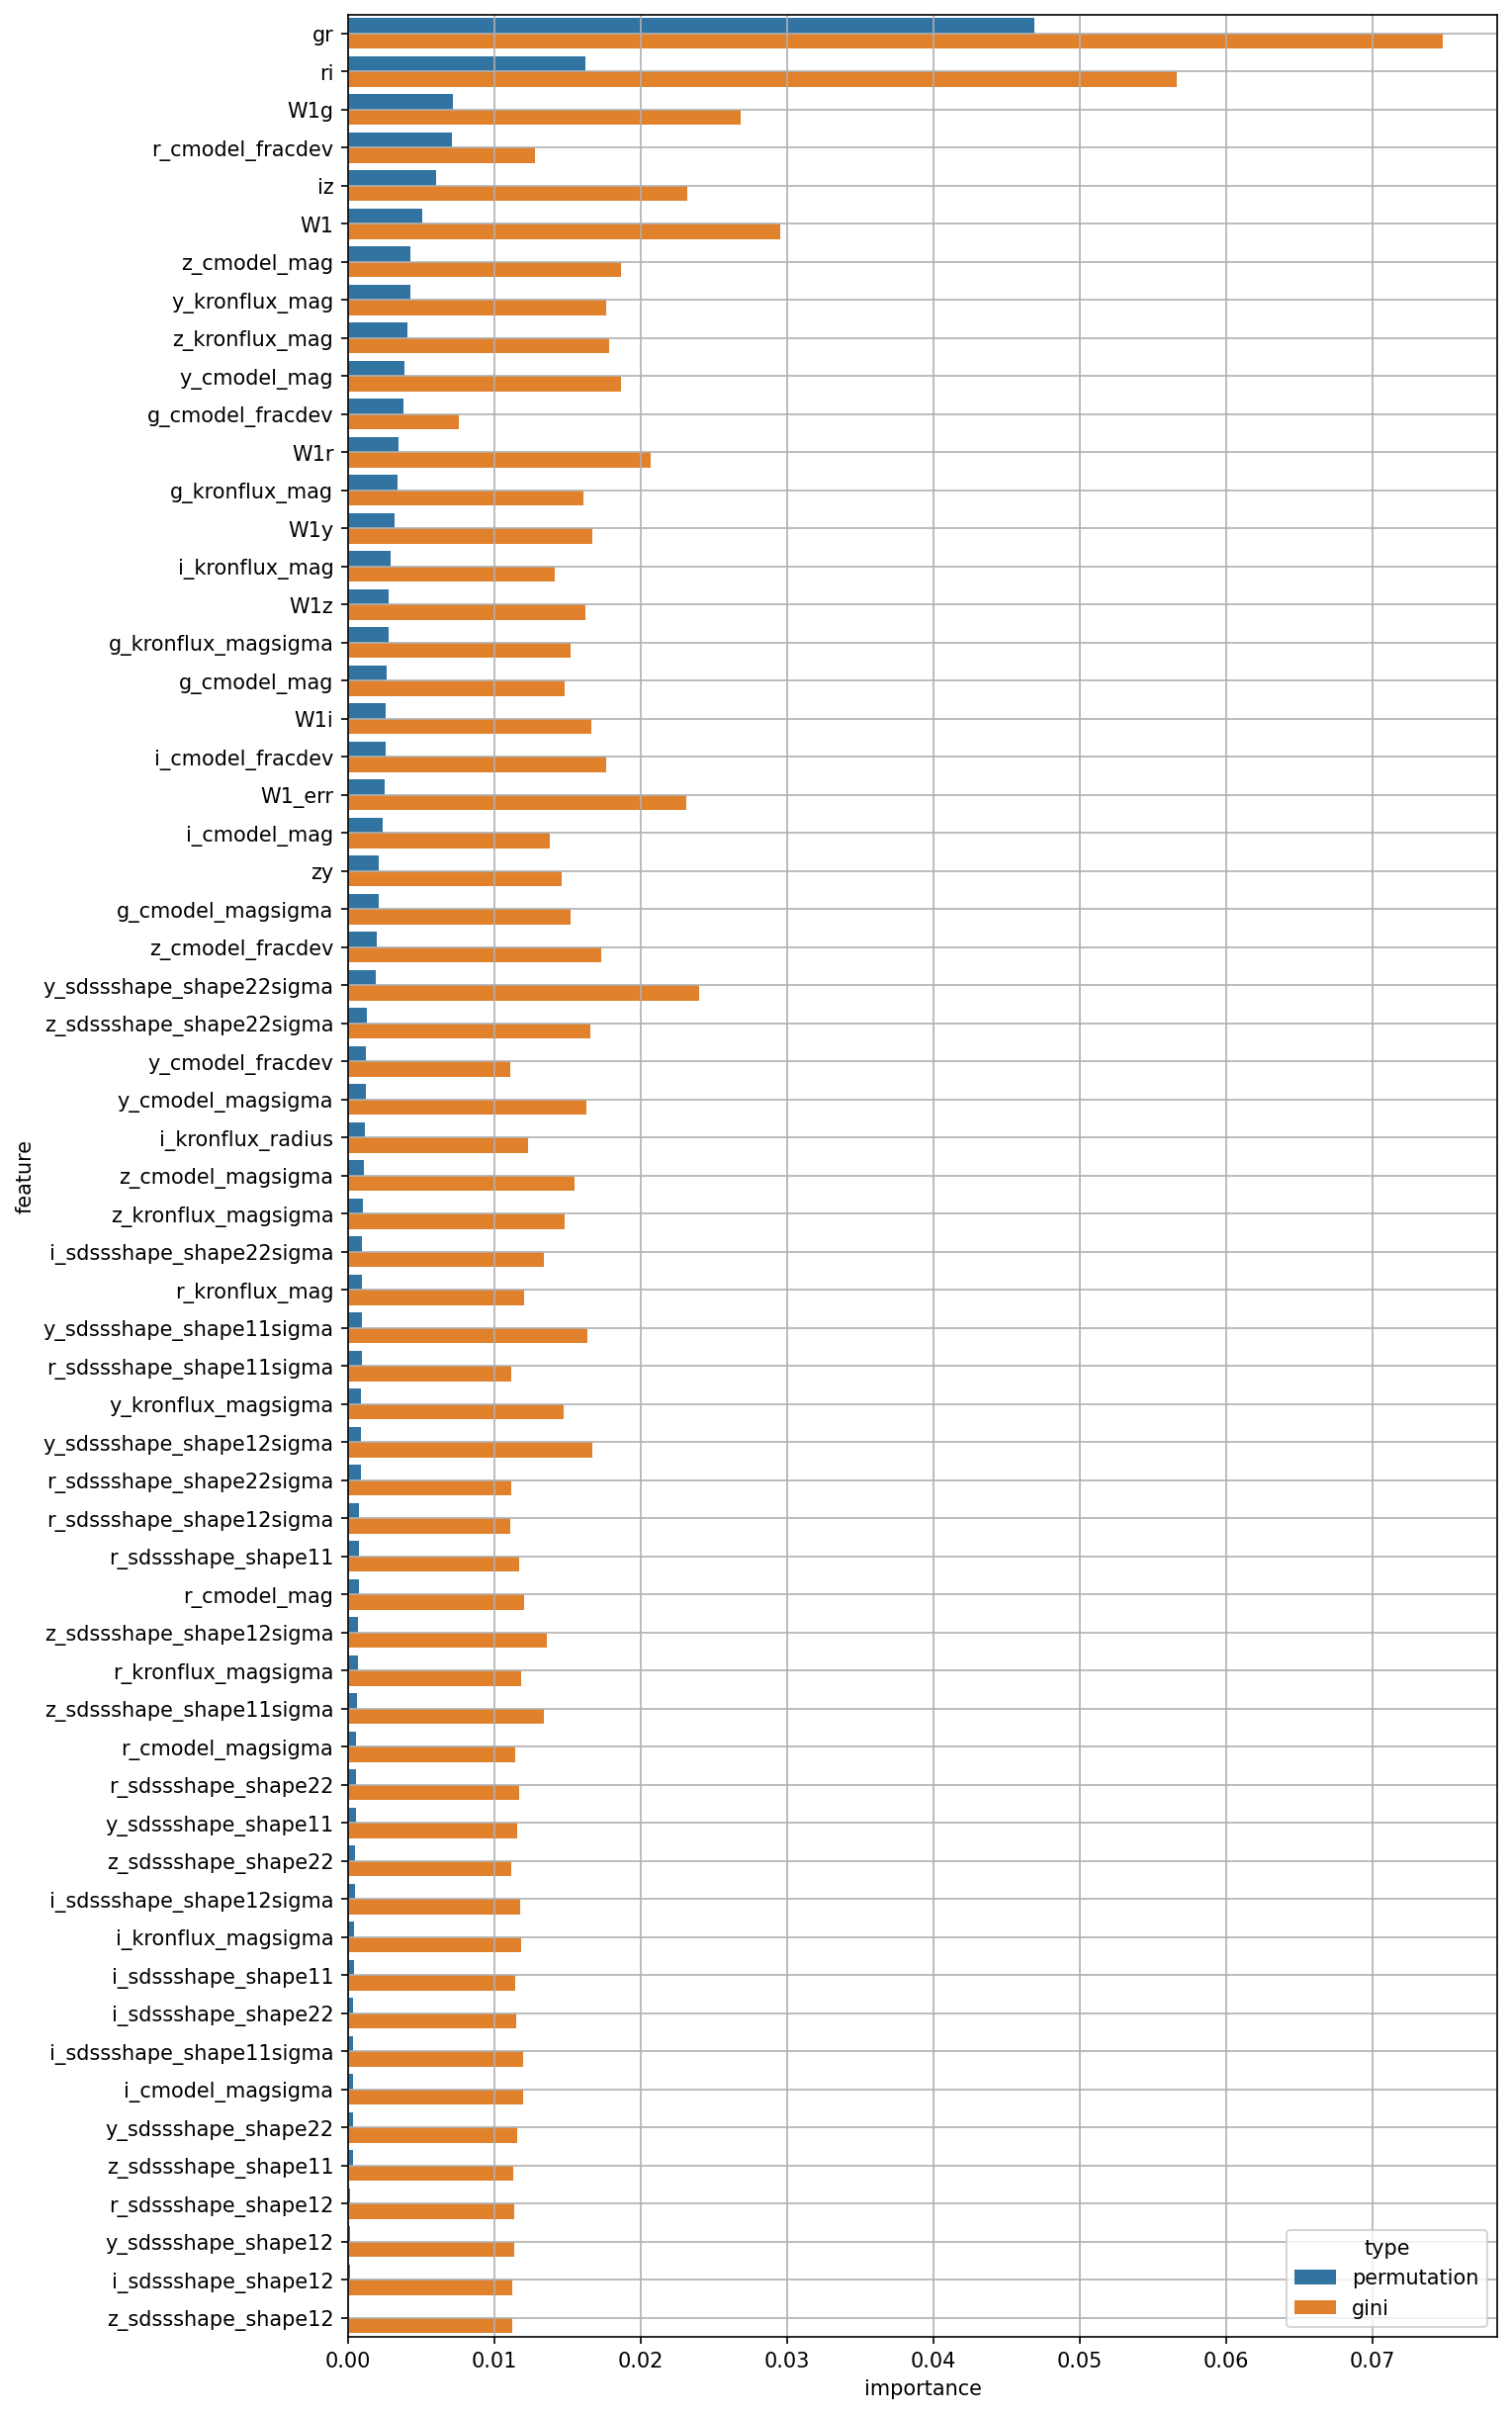 gr
ri
W1g
r_cmodel_fracdev
iz
W1
z_cmodel_mag
y_kronflux_mag
z_kronflux_mag
y_cmodel_mag
g_cmodel_fracdev
W1r
g_kronflux_mag
W1y
i_kronflux_mag
W1z
g_kronflux_magsigma
g_cmodel_mag
W1i
i_cmodel_fracdev
W1_err
i_cmodel_mag
zy
g_cmodel_magsigma
z_cmodel_fracdev
y_sdssshape_shape22sigma
z_sdssshape_shape22sigma
y_cmodel_fracdev
y_cmodel_magsigma
i_kronflux_radius
z_cmodel_magsigma
z_kronflux_magsigma
i_sdssshape_shape22sigma
r_kronflux_mag
y_sdssshape_shape11sigma
r_sdssshape_shape11sigma
y_kronflux_magsigma
y_sdssshape_shape12sigma
r_sdssshape_shape22sigma
r_sdssshape_shape12sigma
r_sdssshape_shape11
r_cmodel_mag
z_sdssshape_shape12sigma
r_kronflux_magsigma
z_sdssshape_shape11sigma
r_cmodel_magsigma
r_sdssshape_shape22
y_sdssshape_shape11
z_sdssshape_shape22
i_sdssshape_shape12sigma
i_kronflux_magsigma
i_sdssshape_shape11
i_sdssshape_shape22
i_sdssshape_shape11sigma
i_cmodel_magsigma
y_sdssshape_shape22
z_sdssshape_shape11
r_sdssshape_shape12
y_sdssshape_shape12
i_sdssshape_shape12
z_sdssshape_shape12
feature
type
permutation
gini
0.00 0.01 0.02 0.03 0.04 0.05 0.06 0.07
importance